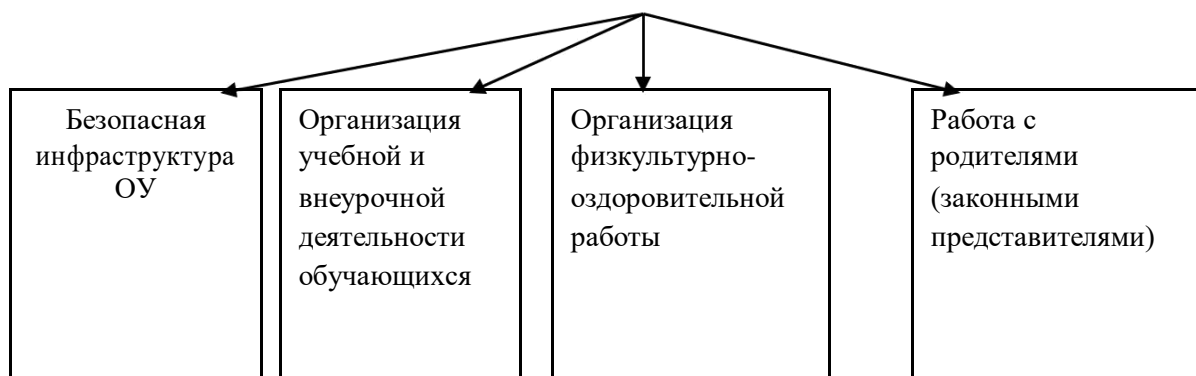 Безопасная
инфраструктура
ОУ
Организация
учебной и
внеурочной
деятельности
обучающихся
Организация
физкультурно-
оздоровительной
работы
Работа с
родителями
(законными
представителями)